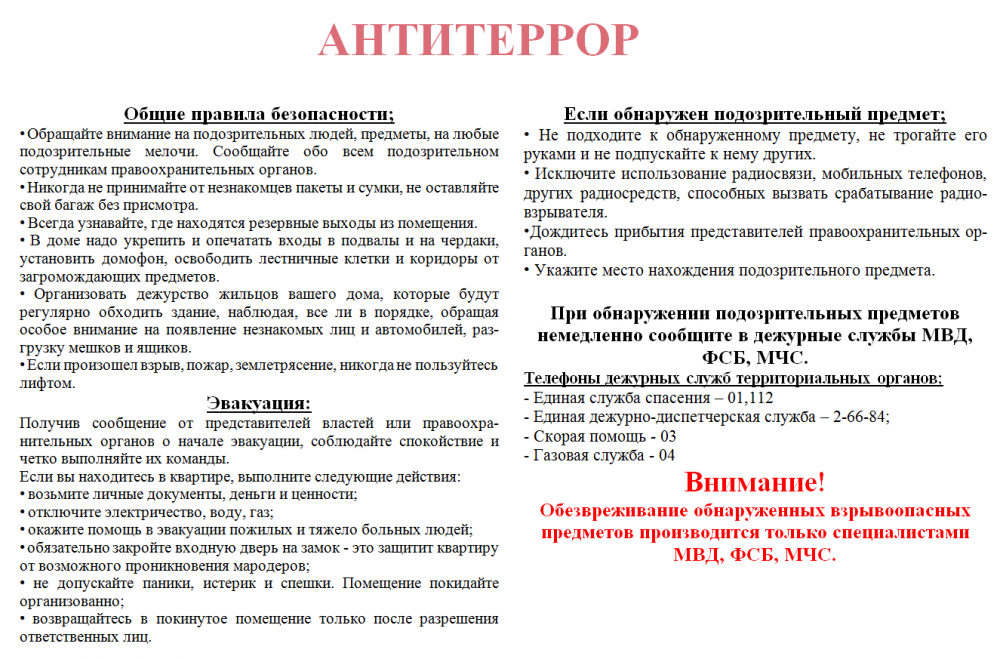 АНТИТЕРРОР
Общие правила безопасности;
• Обращайте внимание на подозрительных людей, предметы, на любые
подозрительные мелочи. Сообщайте обо всем подозрительном
сотрудникам правоохранительных органов.
•Никогда не принимайте от незнакомцев пакеты и сумки, не оставляйте
свой багаж без присмотра.
• Всегда узнавайте, где находятся резервные выходы из помещения.
• В доме надо укрепить и опечатать входы в подвалы и на чердаки,
установить домофон, освободить лестничные клетки и коридоры от
загромождающих предметов.
• Организовать дежурство жильцов вашего дома, которые будут
регулярно обходить здание, наблюдая, все ли в порядке, обращая
особое внимание на появление незнакомых лиц и автомобилей, раз-
грузку мешков и ящиков.
•Если произошел взрыв, пожар, землетрясение, никогда не пользуйтесь
лифтом.
Эвакуация:
Получив сообщение от представителей властей или правоохра-
нительных органов о начале эвакуации, соблюдайте спокойствие и
четко выполняйте их команды.
Если вы находитесь в квартире, выполните следующие действия:
• возьмите личные документы, деньги и ценности;
• отключите электричество, воду, газ;
• окажите помощь в эвакуации пожилых и тяжело больных людей;
•обязательно закройте входную дверь на замок - это защитит квартиру
от возможного проникновения мародеров;
• не допускайте паники, истерик и спешки. Помещение покидайте
организованно;
• возвращайтесь в покинутое помещение только после разрешения
ответственных лиц.
Если обнаружен подозрительный предмет;
• Не подходите к обнаруженному предмету, не трогайте его
руками и не подпускайте к нему других.
• Исключите использование радиосвязи, мобильных телефонов,
других радиосредств, способных вызвать срабатывание радио-
взрывателя.
•Дождитесь прибытия представителей правоохранительных ор-
ганов.
• Укажите место нахождения подозрительного предмета.
При обнаружении подозрительных предметов
немедленно сообщите в дежурные службы МВД,
ФСБ, МЧС.
Телефоны дежурных служб территориальных органов;
- Единая служба спасения – 01,112
- Единая дежурно-диспетчерская служба – 2-66-84;
- Скорая помощь - 03
- Газовая служба - 04
Внимание!
Обезвреживание обнаруженных взрывоопасных
предметов производится только специалистами
МВД, ФСБ, МЧС.